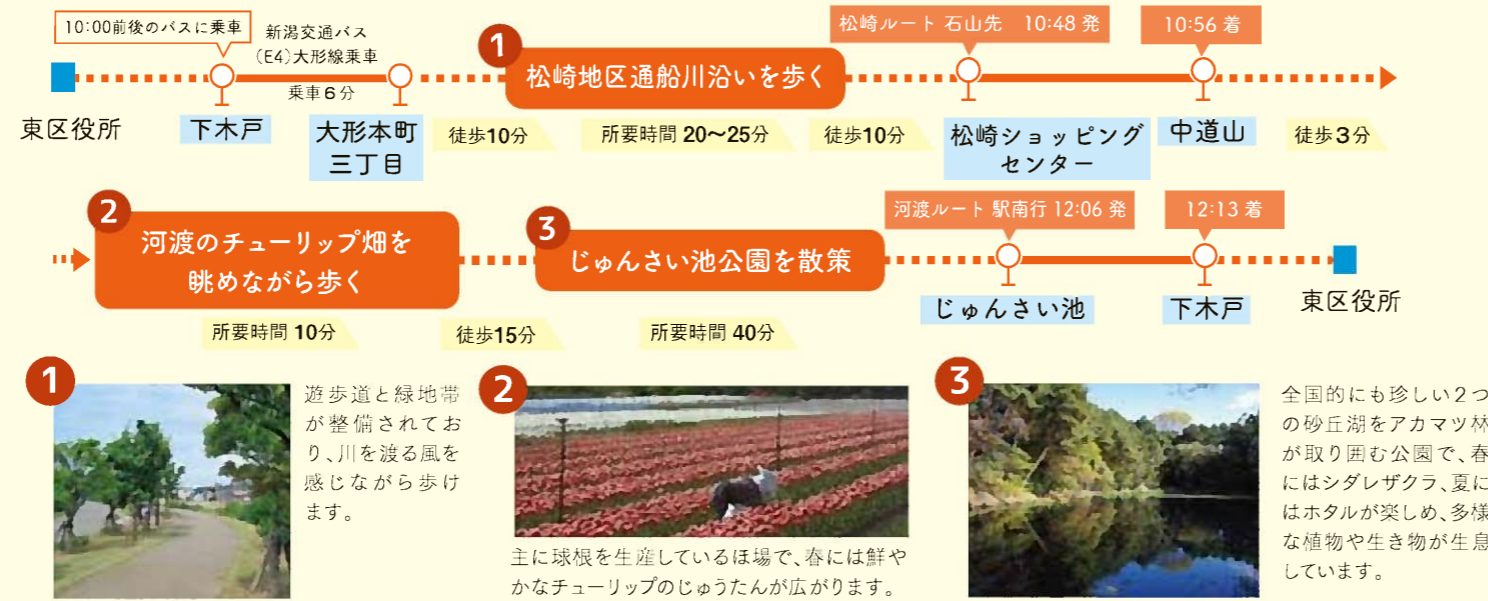 10:00前後のバスに乗車
新潟交通バス
（E4）大形線乗車
乗車6分
東区役所
下木戸
大形本町
三丁目
徒歩10分
1
松崎地区通船川沿いを歩く
所要時間 20〜25分
徒歩10分
松崎ルート 石山先 10:48 発
松崎ショッピング
センター
10:56 着
中道山
徒歩3分
2
河渡のチューリップ畑を
眺めながら歩く
所要時間 10分
徒歩15分
3
じゅんさい池公園を散策
所要時間 40分
河渡ルート 駅南行 12:06 発
じゅんさい池
12:13 着
下木戸
東区役所
1
遊歩道と緑地帯
が整備されてお
り、川を渡る風を
感じながら歩け
ます。
2
主に球根を生産しているほ場で、春には鮮や
かなチューリップのじゅうたんが広がります。
3
全国的にも珍しい2つ
の砂丘湖をアカマツ林
が取り囲む公園で、春
にはシダレザクラ、夏に
はホタルが楽しめ、多様
な植物や生き物が生息
しています。